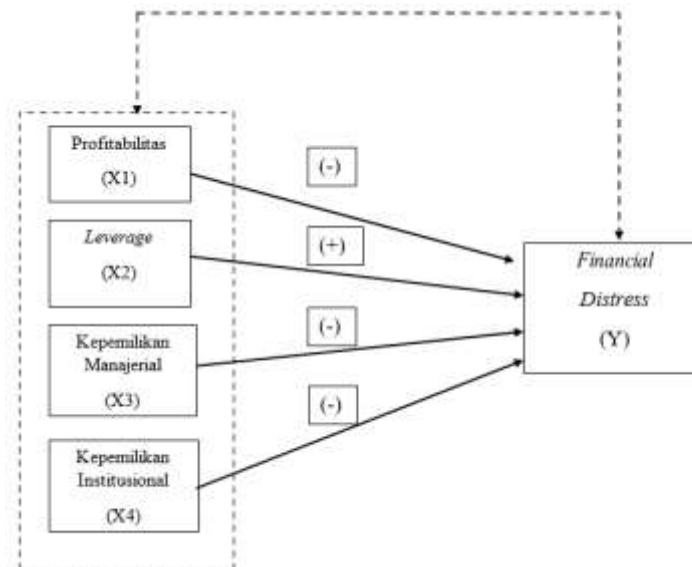 Profitabilitas
(X1)
(-)
Leverage
(X2)
(+)
Financial
Distress
(Y)
Kepemilikan
Manajerial
(X3)
(-)
Kepemilikan
Institusional
(X4)
(-)